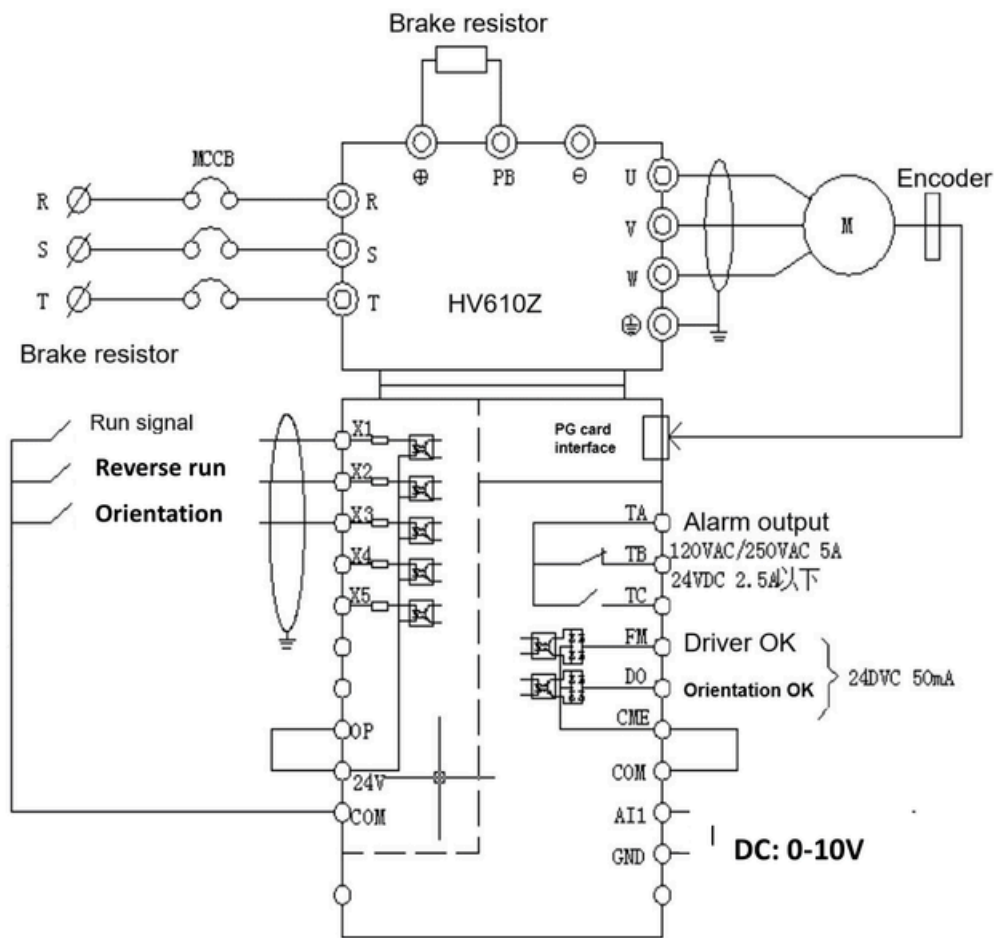 Brake resistor
MCCB
⊕ PB ⊖
R R U
Encoder
S S V M
T T W
HV610Z
Brake resistor
Run signal X1
PG card
interface
Reverse run X2
Orientation X3
X4
X5
TA Alarm output
TB 120VAC/250VAC 5A
24VDC 2.5A以下
TC
FM Driver OK
DO Orientation OK 24DVC 50mA
OP CME
24V COM
COM AI1
GND DC: 0-10V